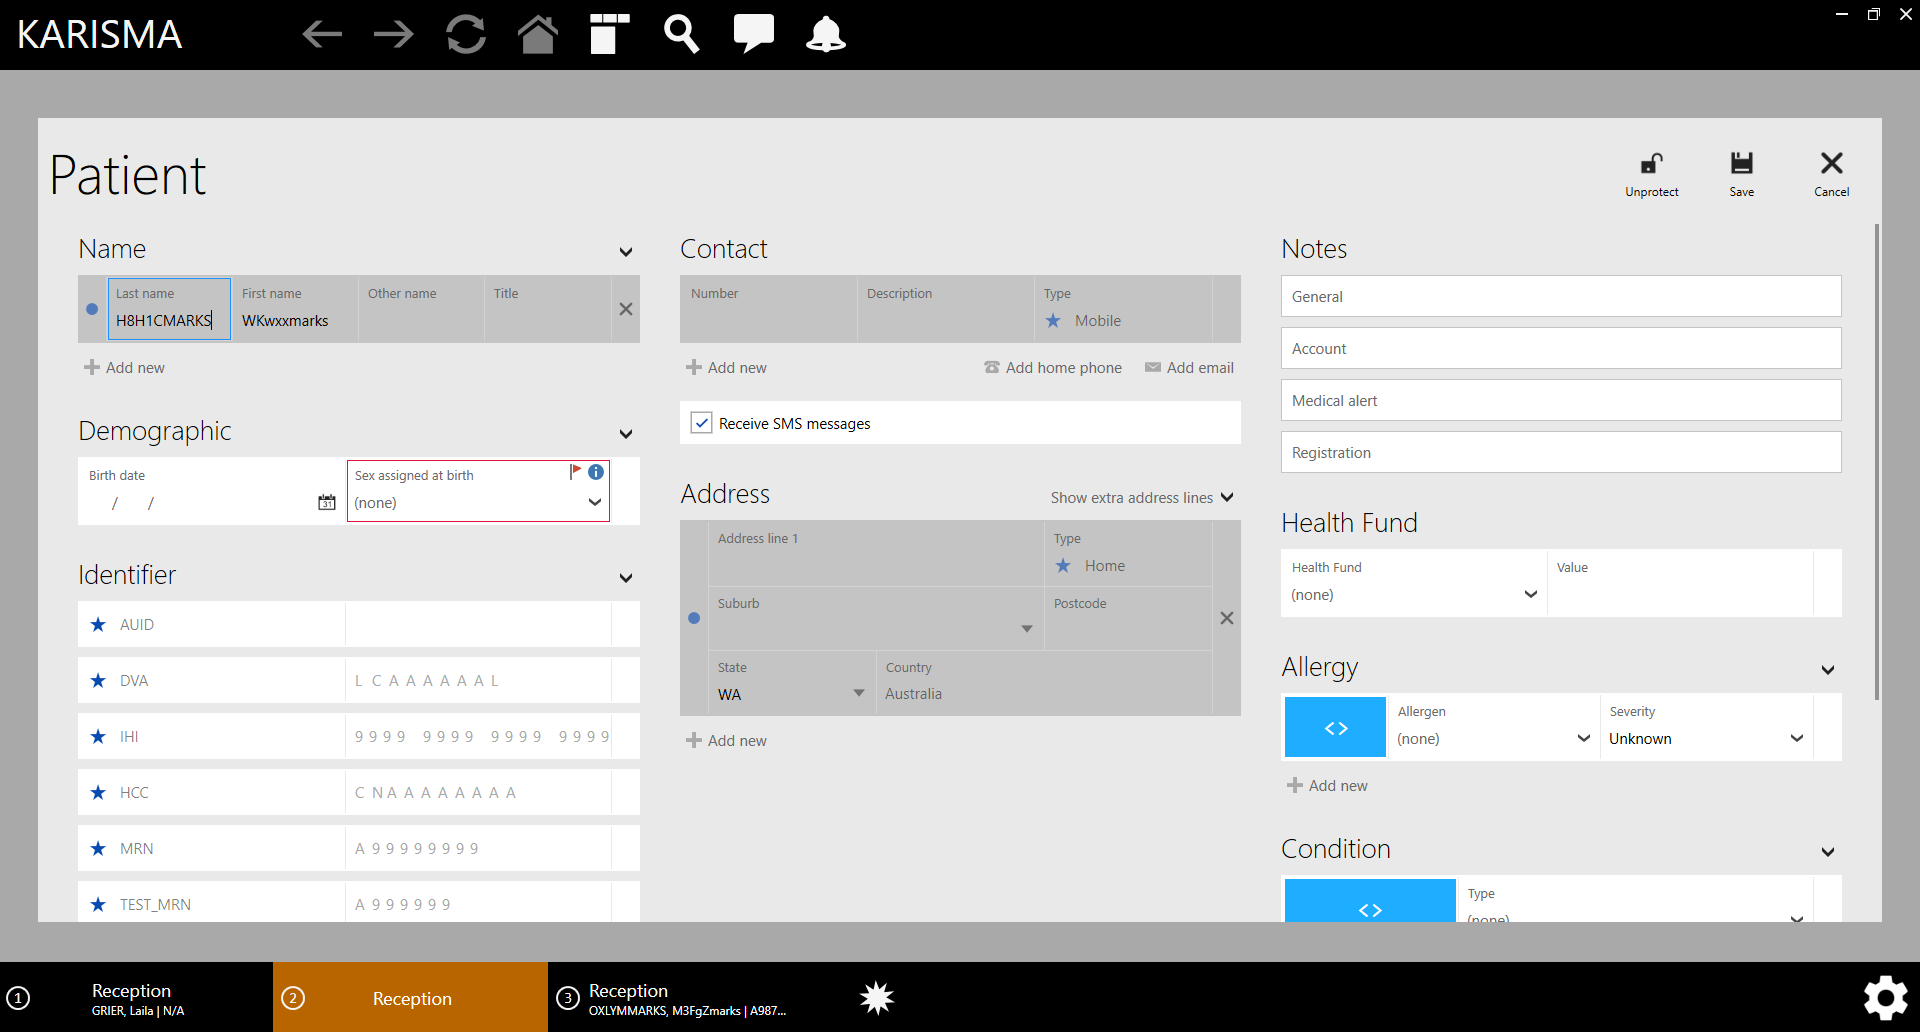 KARISMA
Patient
Unprotect
Save
Cancel
Name
Last name
First name
Other name
Title
H8H1CMARKS
WKwxxmarks
Add new
Demographic
Birth date
/ /
31
Sex assigned at birth
(none)
Identifier
AUID
DVA
L C A A A A A A L
IHI
9 9 9 9 9 9 9 9 9 9 9 9 9 9 9 9
HCC
C N A A A A A A A A
MRN
A 9 9 9 9 9 9 9 9
TEST_MRN
A 9 9 9 9 9 9
Contact
Number
Description
Type
Mobile
Add new
Add home phone
Add email
Receive SMS messages
Address
Show extra address lines
Address line 1
Type
Home
Suburb
Postcode
State
WA
Country
Australia
Add new
Notes
General
Account
Medical alert
Registration
Health Fund
Health Fund
(none)
Value
Allergy
<>
Allergen
(none)
Severity
Unknown
Add new
Condition
<>
Type
(none)
1
Reception
GRIER, Laila | N/A
2
Reception
3
Reception
OXLYMMARKS, M3FgZmarks | A987...